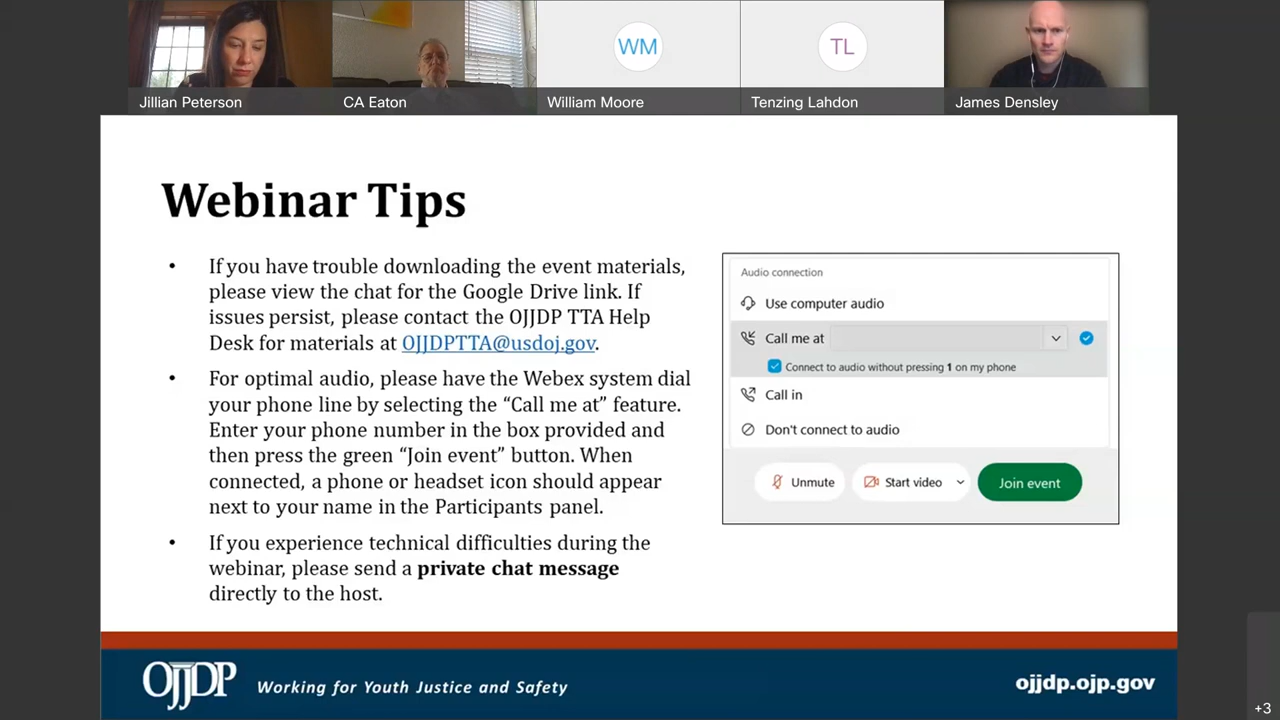 WM
TL
Jillian Peterson
CA Eaton
William Moore
Tenzing Lahdon
James Densley
Webinar Tips
• If you have trouble downloading the event materials,
please view the chat for the Google Drive link. If
issues persist, please contact the OJJDP TTA Help
Desk for materials at OJJDPTTA@usdoj.gov.
• For optimal audio, please have the Webex system dial
your phone line by selecting the “Call me at” feature.
Enter your phone number in the box provided and
then press the green “Join event” button. When
connected, a phone or headset icon should appear
next to your name in the Participants panel.
• If you experience technical difficulties during the
webinar, please send a private chat message
directly to the host.
Audio connection
Use computer audio
Call me at
Connect to audio without pressing 1 on my phone
Call in
Don't connect to audio
Unmute
Start video
Join event
OJJDP
Working for Youth Justice and Safety
ojjdp.ojp.gov
+3